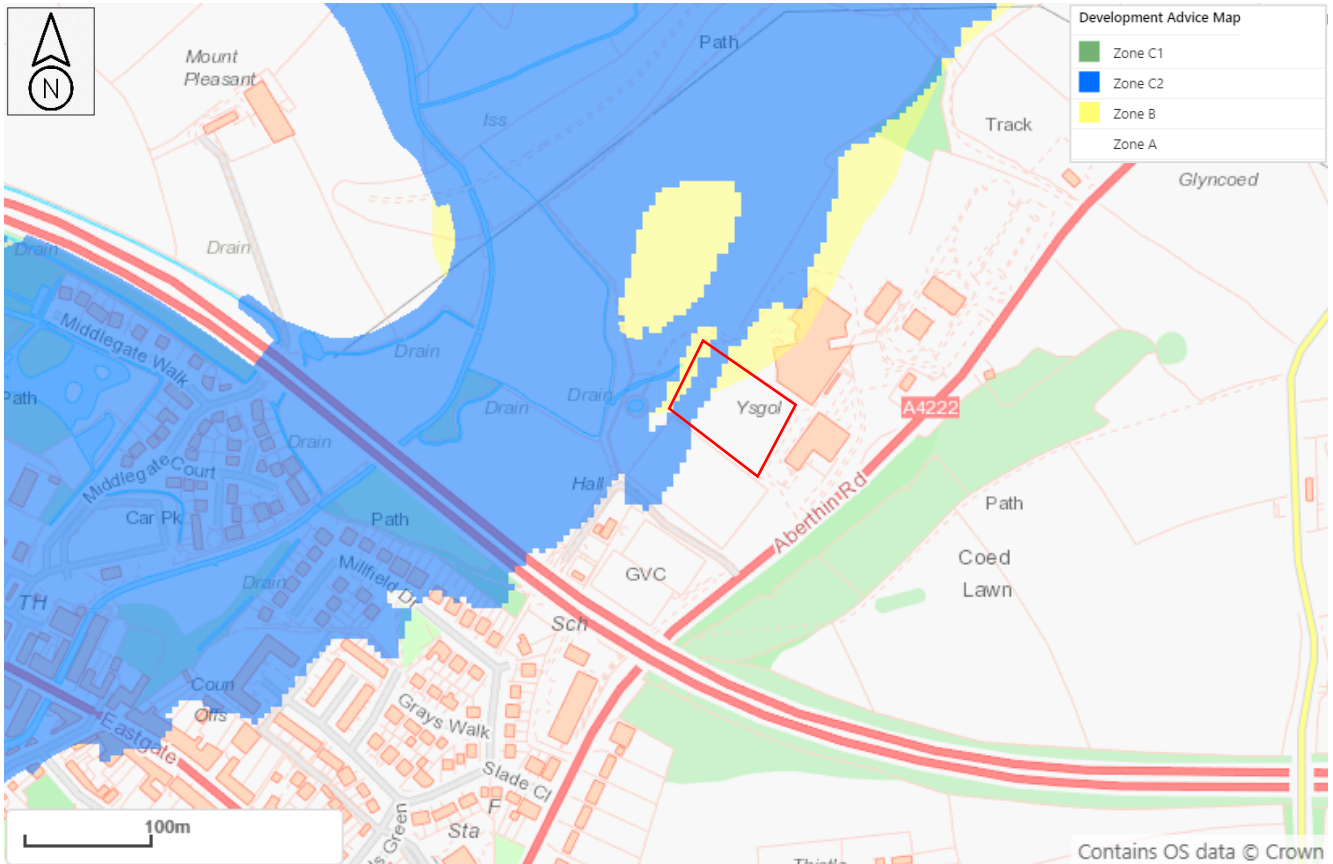 N
Mount
Pleasant
Path
Development Advice Map
Zone C1
Zone C2
Zone B
Zone A
Iss
Track
Glyncoed
Drain
Drain
Middlegate Walk
Drain
Path
Drain
Drain
Ysgol
A4222
Drain
Middlegate Court
Hall
Car Pk
Path
Aberthin Rd
Path
Coed
Lawn
GVC
Millfield Dr
Drain
TH
Sch
Coun
Offs
Eastgate
Grays Walk
Slade Cl
F
Sta
s Green
100m
Thistle
Contains OS data © Crown